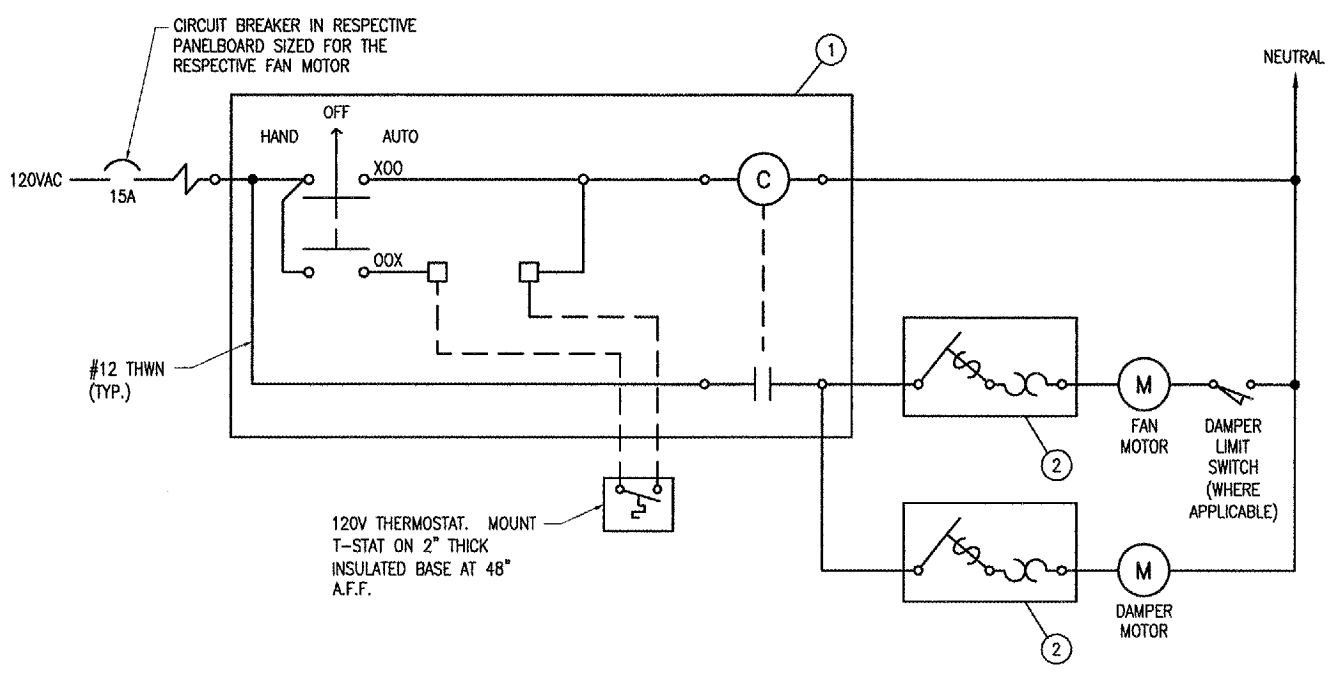 CIRCUIT BREAKER IN RESPECTIVE
PANELBOARD SIZED FOR THE
RESPECTIVE FAN MOTOR
1
NEUTRAL
OFF
HAND
AUTO
120VAC
15A
XOO
C
OOX
#12 THWN
(TYP.)
M
FAN
MOTOR
DAMPER
LIMIT
SWITCH
(WHERE
APPLICABLE)
2
120V THERMOSTAT. MOUNT
T-STAT ON 2" THICK
INSULATED BASE AT 48"
A.F.F.
M
DAMPER
MOTOR
2